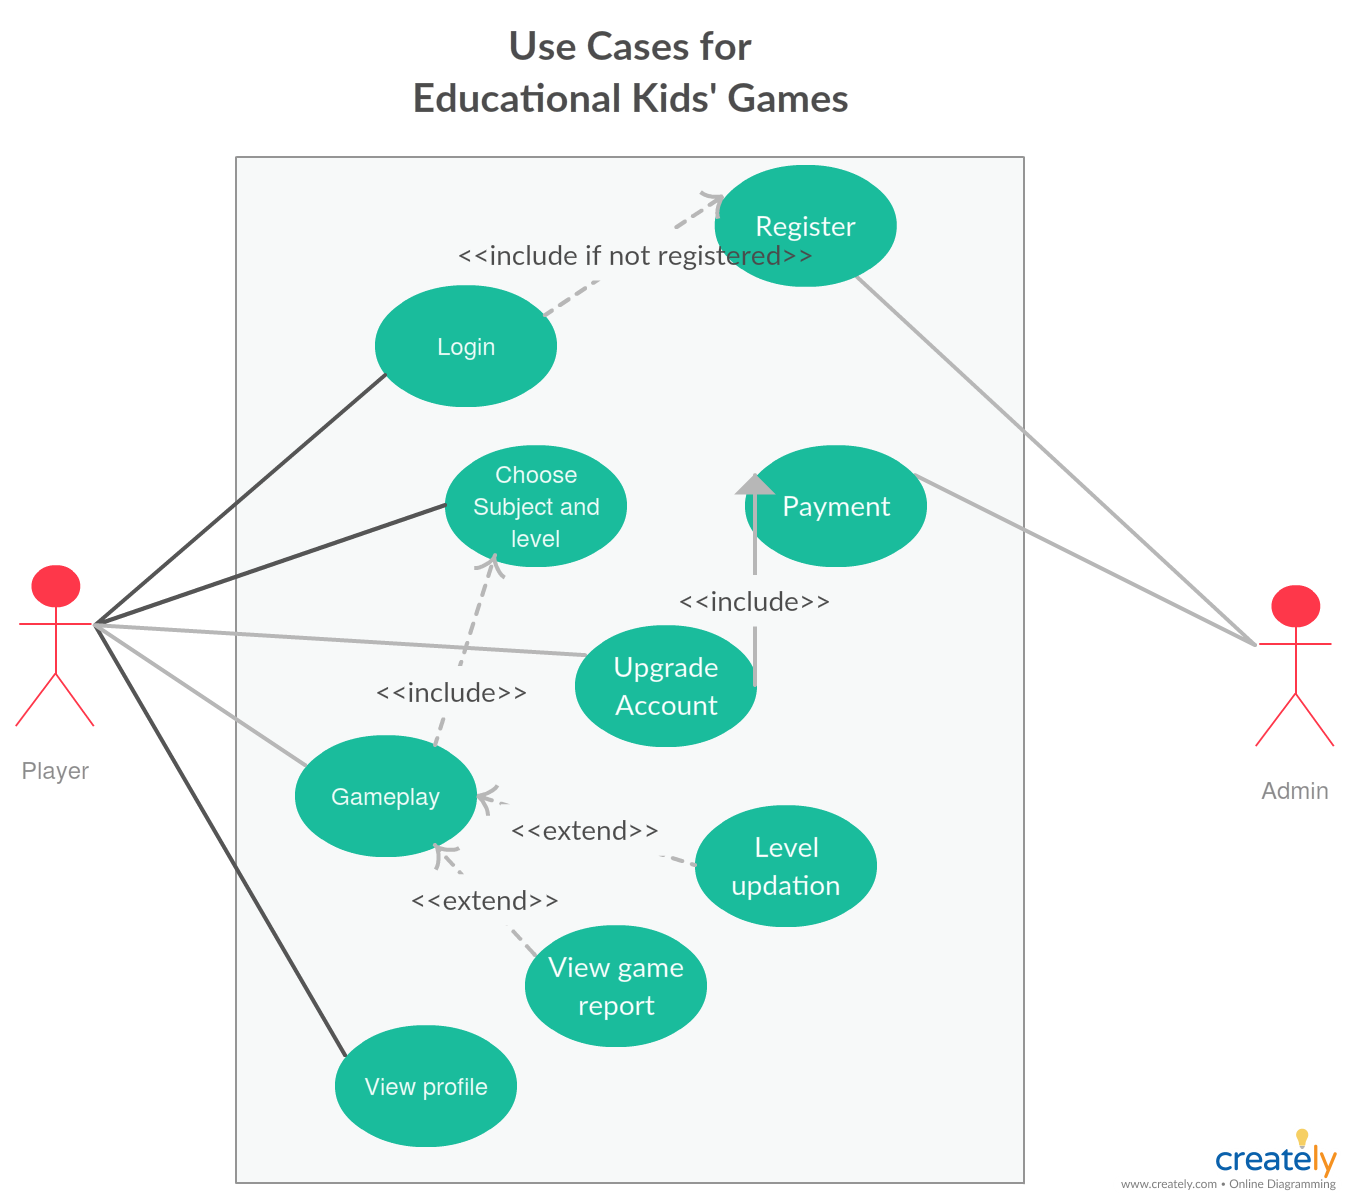 Use Cases for
Educational Kids' Games
Register
<<include if not registered>>
Login
Choose
Subject and
level
Payment
<<include>>
Upgrade
Account
<<include>>
Player
Admin
Gameplay
<<extend>>
Level
updation
<<extend>>
View game
report
View profile
creately
www.creately.com • Online Diagramming